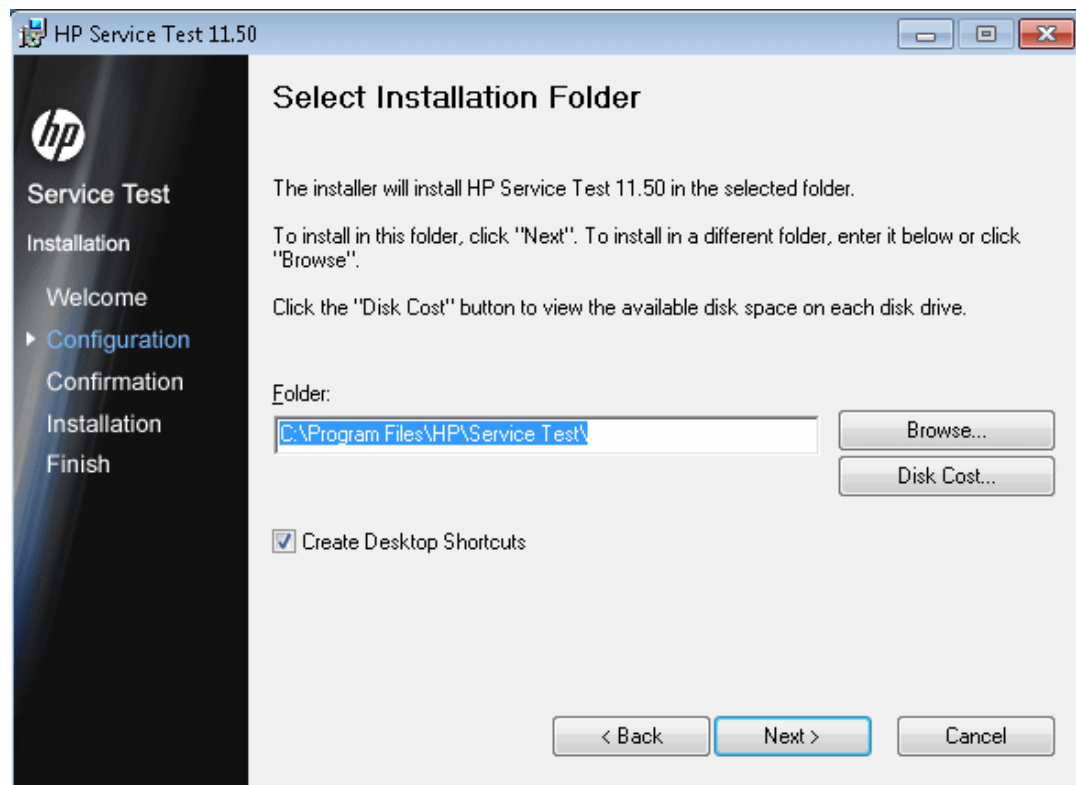 HP Service Test 11.50
hp
Service Test
Installation
Welcome
Configuration
Confirmation
Installation
Finish
Select Installation Folder
The installer will install HP Service Test 11.50 in the selected folder.
To install in this folder, click "Next". To install in a different folder, enter it below or click
"Browse".
Click the "Disk Cost" button to view the available disk space on each disk drive.
Folder:
C:\Program Files\HP\Service Test\
Browse...
Disk Cost...
Create Desktop Shortcuts
< Back
Next >
Cancel